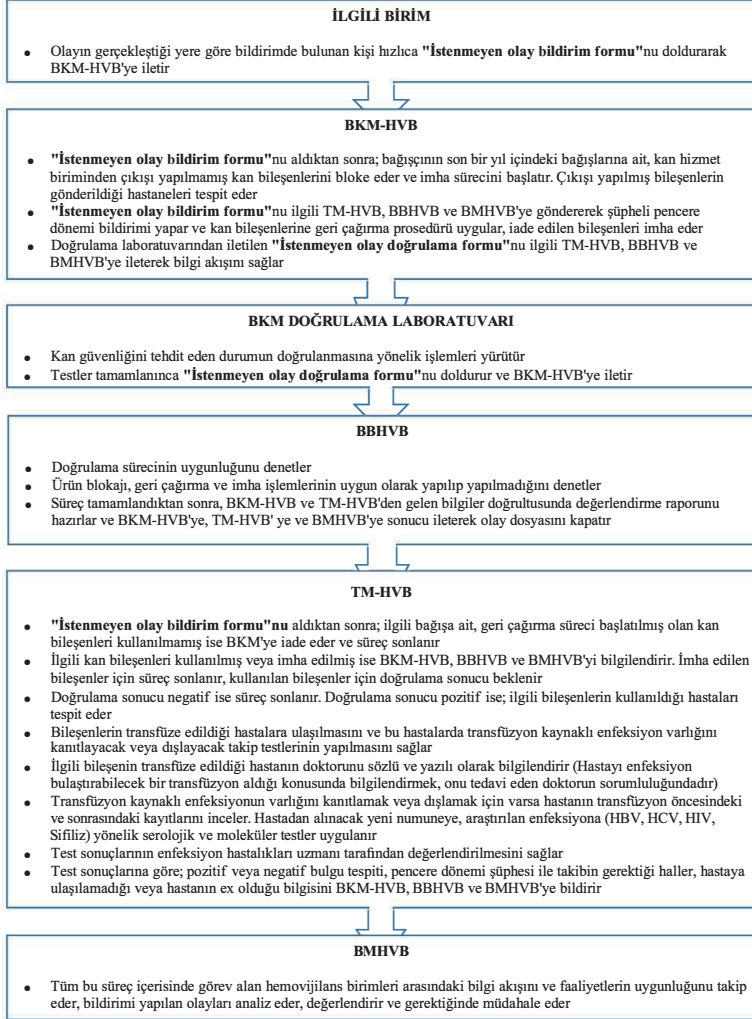 İLGİLİ BİRİM
● Olayın gerçekleştiği yere göre bildirimde bulunan kişi hızlıca "İstenmeyen olay bildirim formu"nu doldurarak
BKM-HVB'ye iletir
BKM-HVB
● "İstenmeyen olay bildirim formu"nu aldıktan sonra; bağışçının son bir yıl içindeki bağışlarına ait, kan hizmet
biriminden çıkışı yapılmamış kan bileşenlerini bloke eder ve imha sürecini başlatır. Çıkışı yapılmış bileşenlerin
gönderildiği hastaneleri tespit eder
● "İstenmeyen olay bildirim formu"nu ilgili TM-HVB, BBHVB ve BMHVB'ye göndererek şüpheli pencere
dönemi bildirimi yapar ve kan bileşenlerine geri çağırma prosedürü uygular, iade edilen bileşenleri imha eder
● Doğrulama laboratuvarından iletilen "İstenmeyen olay doğrulama formu"nu ilgili TM-HVB, BBHVB ve
BMHVB'ye ileterek bilgi akışını sağlar
BKM DOĞRULAMA LABORATUVARI
● Kan güvenliğini tehdit eden durumun doğrulanmasına yönelik işlemleri yürütür
● Testler tamamlanınca "İstenmeyen olay doğrulama formu"nu doldurur ve BKM-HVB'ye iletir
BBHVB
● Doğrulama sürecinin uygunluğunu denetler
● Ürün blokajı, geri çağırma ve imha işlemlerinin uygun olarak yapılıp yapılmadığını denetler
● Süreç tamamlandıktan sonra, BKM-HVB ve TM-HVB'den gelen bilgiler doğrultusunda değerlendirme raporunu
hazırlar ve BKM-HVB'ye, TM-HVB' ye ve BMHVB'ye sonucu ileterek olay dosyasını kapatır
TM-HVB
● "İstenmeyen olay bildirim formu"nu aldıktan sonra; ilgili bağışa ait, geri çağırma süreci başlatılmış olan kan
bileşenleri kullanılmamış ise BKM'ye iade eder ve süreç sonlanır
● İlgili kan bileşenleri kullanılmış veya imha edilmiş ise BKM-HVB, BBHVB ve BMHVB'yi bilgilendirir. İmha edilen
bileşenler için süreç sonlanır, kullanılan bileşenler için doğrulama sonucu beklenir
● Doğrulama sonucu negatif ise süreç sonlanır. Doğrulama sonucu pozitif ise; ilgili bileşenlerin kullanıldığı hastaları
tespit eder
● Bileşenlerin transfüze edildiği hastalara ulaşılmasını ve bu hastalarda transfüzyon kaynaklı enfeksiyon varlığını
kanıtlayacak veya dışlayacak takip testlerinin yapılmasını sağlar
● İlgili bileşenin transfüze edildiği hastanın doktorunu sözlü ve yazılı olarak bilgilendirir (Hastayı enfeksiyon
bulaştırabilecek bir transfüzyon aldığı konusunda bilgilendirmek, onu tedavi eden doktorun sorumluluğundadır)
● Transfüzyon kaynaklı enfeksiyonun varlığını kanıtlamak veya dışlamak için varsa hastanın transfüzyon öncesindeki
ve sonrasındaki kayıtlarını inceler. Hastadan alınacak yeni numuneye, araştırılan enfeksiyona (HBV, HCV, HIV,
Sifiliz) yönelik serolojik ve moleküler testler uygulanır
● Test sonuçlarının enfeksiyon hastalıkları uzmanı tarafından değerlendirilmesini sağlar
● Test sonuçlarına göre; pozitif veya negatif bulgu tespiti, pencere dönemi şüphesi ile takibin gerektiği haller, hastaya
ulaşılamadığı veya hastanın ex olduğu bilgisini BKM-HVB, BBHVB ve BMHVB'ye bildirir
BMHVB
● Tüm bu süreç içerisinde görev alan hemovijilans birimleri arasındaki bilgi akışını ve faaliyetlerin uygunluğunu takip
eder, bildirimi yapılan olayları analiz eder, değerlendirir ve gerektiğinde müdahale eder